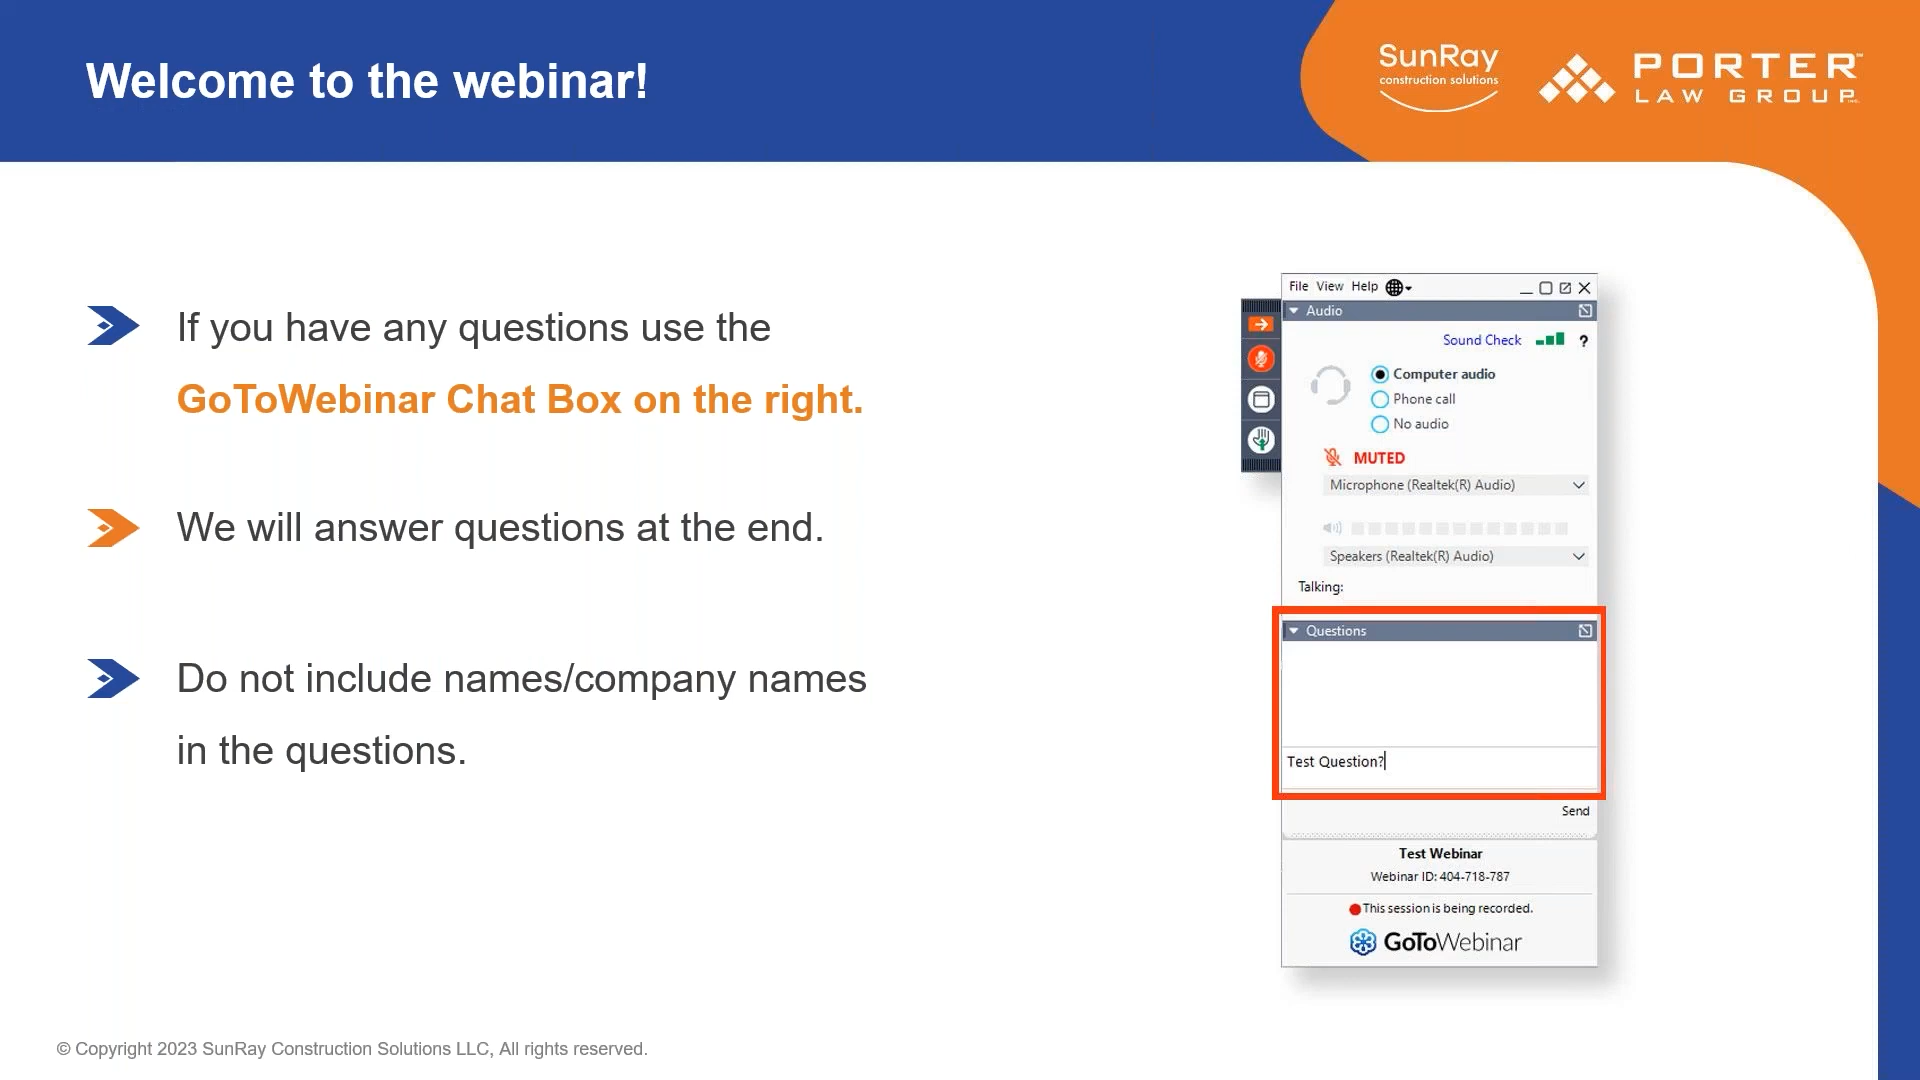 Welcome to the webinar!
SunRay
construction solutions
PORTER™
LAW GROUP
If you have any questions use the
GoToWebinar Chat Box on the right.
We will answer questions at the end.
Do not include names/company names
in the questions.
File View Help
Audio
Sound Check ?
Computer audio
Phone call
No audio
MUTED
Microphone (Realtek(R) Audio)
Speakers (Realtek(R) Audio)
Talking:
Questions
Test Question?
Send
Test Webinar
Webinar ID: 404-718-787
This session is being recorded.
GoToWebinar
© Copyright 2023 SunRay Construction Solutions LLC, All rights reserved.